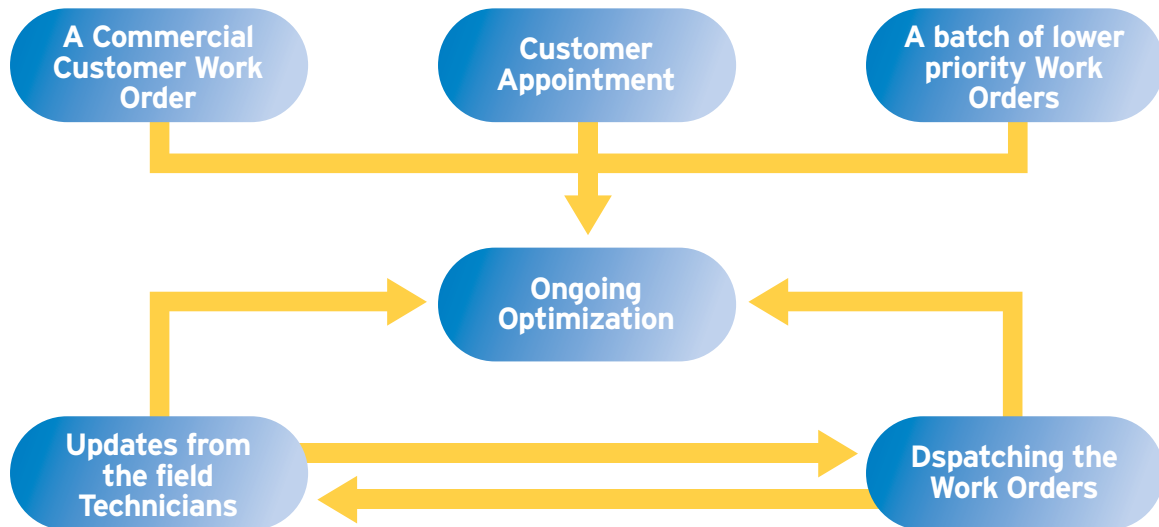 A Commercial
Customer Work
Order
Customer
Appointment
A batch of lower
priority Work
Orders
Ongoing
Optimization
Updates from
the field
Technicians
Dspatching the
Work Orders